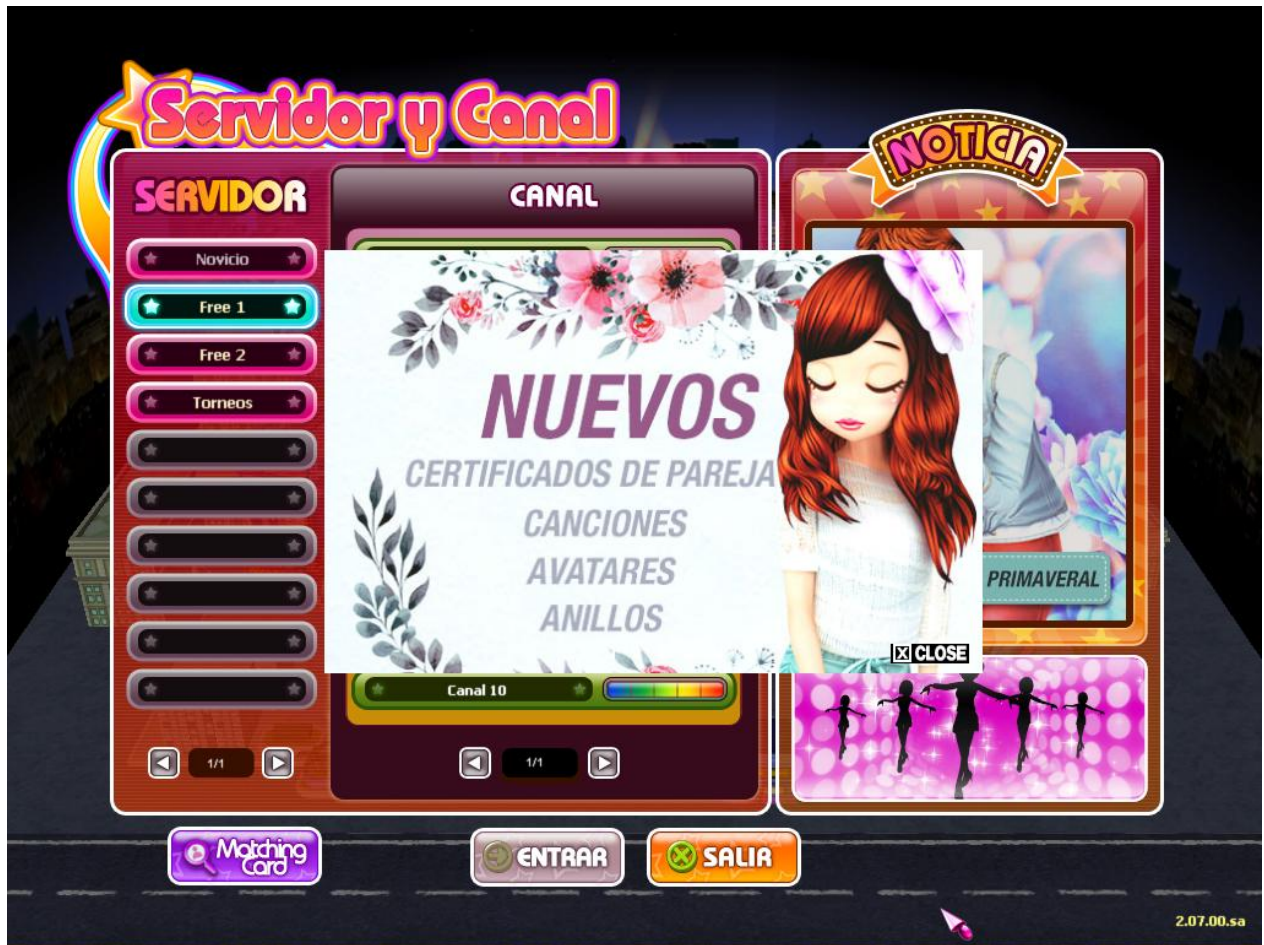 Servidor y Canal
NOTICIA
SERVIDOR
CANAL
Novicio
Free 1
Free 2
Torneos
NUEVOS
CERTIFICADOS DE PAREJA
CANCIONES
AVATARES
ANILLOS
X CLOSE
PRIMAVERAL
Canal 10
1/1
1/1
Matching
Card
ENTRAR
SALIR
2.07.00.sa